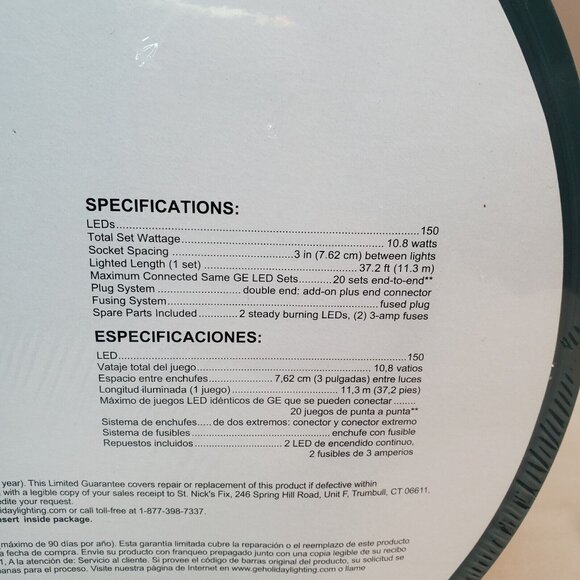 SPECIFICATIONS:
LEDs..........150
Total Set Wattage..........10.8 watts
Socket Spacing..........3 in (7.62 cm) between lights
Lighted Length (1 set)..........37.2 ft (11.3 m)
Maximum Connected Same GE LED Sets..........20 sets end-to-end**
Plug System..........double end: add-on plus end connector
Fusing System..........fused plug
Spare Parts Included..........2 steady burning LEDs, (2) 3-amp fuses
ESPECIFICACIONES:
LED..........150
Vataje total del juego..........10,8 vatios
Espacio entre enchufes..........7,62 cm (3 pulgadas) entre luces
Longitud iluminada (1 juego)..........11,3 m (37,2 pies)
Máximo de juegos LED idénticos de GE que se pueden conectar ........
20 juegos de punta a punta**
Sistema de enchufes..... de dos extremos: conector y conector extremo
Sistema de fusibles..........enchufe con fusible
Repuestos incluidos..........2 LED de encendido continuo,
2 fusibles de 3 amperios
year). This Limited Guarantee covers repair or replacement of this product if defective within
with a legible copy of your sales receipt to St. Nick's Fix, 246 Spring Hill Road, Unit F, Trumbull, CT 06611.
edite your request.
idaylighting.com or call toll-free at 1-877-398-7337.
nsert inside package.
máximo de 90 días por año). Esta garantía limitada cubre la reparación o el reemplazo de este producto
a fecha de compra. Envíe su producto con franqueo prepagado junto con una copia legible de su recibo
1, A la atención de: Servicio al cliente. Si provee el código de barras original del producto, su solicitud se
anas para el proceso. Visite nuestra página de Internet en www.geholidaylighting.com o llame